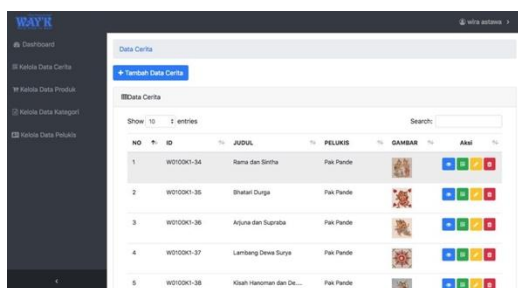 WAYK
wira astawa
Dashboard
Kelola Data Cerita
Kelola Data Produk
Kelola Data Kategori
Kelola Data Pelukis
Data Cerita
+ Tambah Data Cerita
Data Cerita
Show 10 entries
Search:
NO ID JUDUL PELUKIS GAMBAR Aksi
1 W0100K1-34 Rama dan Sintha Pak Pande
2 W0100K1-35 Bhatari Durga Pak Pande
3 W0100K1-36 Arjuna dan Supraba Pak Pande
4 W0100K1-37 Lambang Dewa Surya Pak Pande
5 W0100K1-38 Kisah Hanoman dan De.... Pak Pande